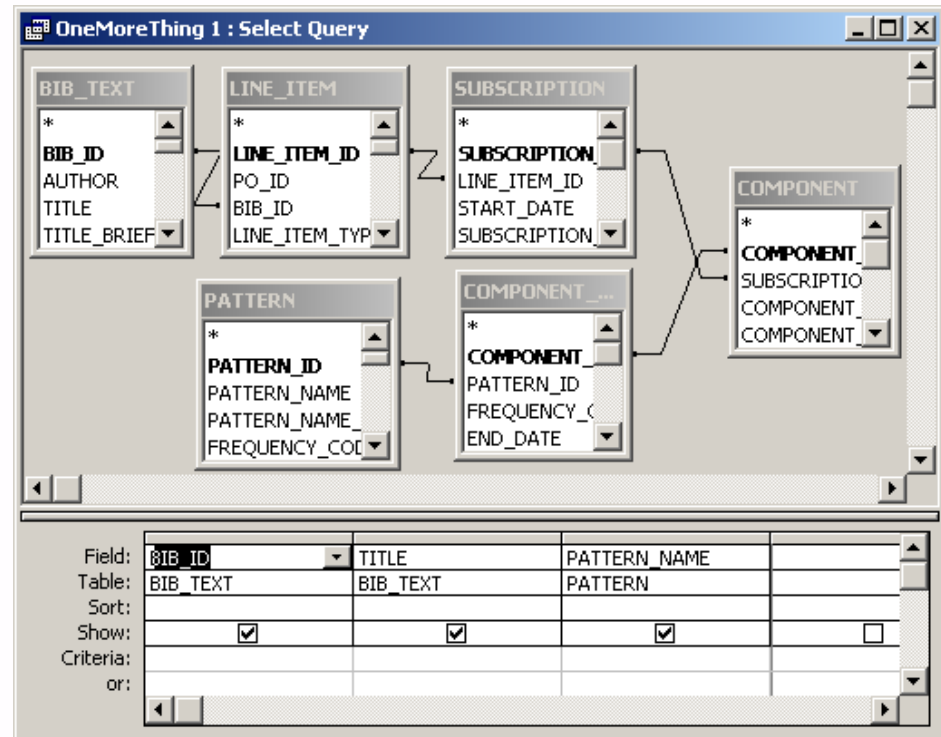 OneMoreThing 1 : Select Query
BIB_TEXT
*
BIB_ID
AUTHOR
TITLE
TITLE_BRIEF
LINE_ITEM
*
LINE_ITEM_ID
PO_ID
BIB_ID
LINE_ITEM_TYP
SUBSCRIPTION
*
SUBSCRIPTION_
LINE_ITEM_ID
START_DATE
SUBSCRIPTION_
COMPONENT
*
COMPONENT_
SUBSCRIPTIO
COMPONENT_
COMPONENT_
PATTERN
*
PATTERN_ID
PATTERN_NAME
PATTERN_NAME_
FREQUENCY_COD
COMPONENT_...
*
COMPONENT_
PATTERN_ID
FREQUENCY_C
END_DATE
Field: BIB_ID TITLE PATTERN_NAME
Table: BIB_TEXT BIB_TEXT PATTERN
Sort:
Show:
Criteria:
or: